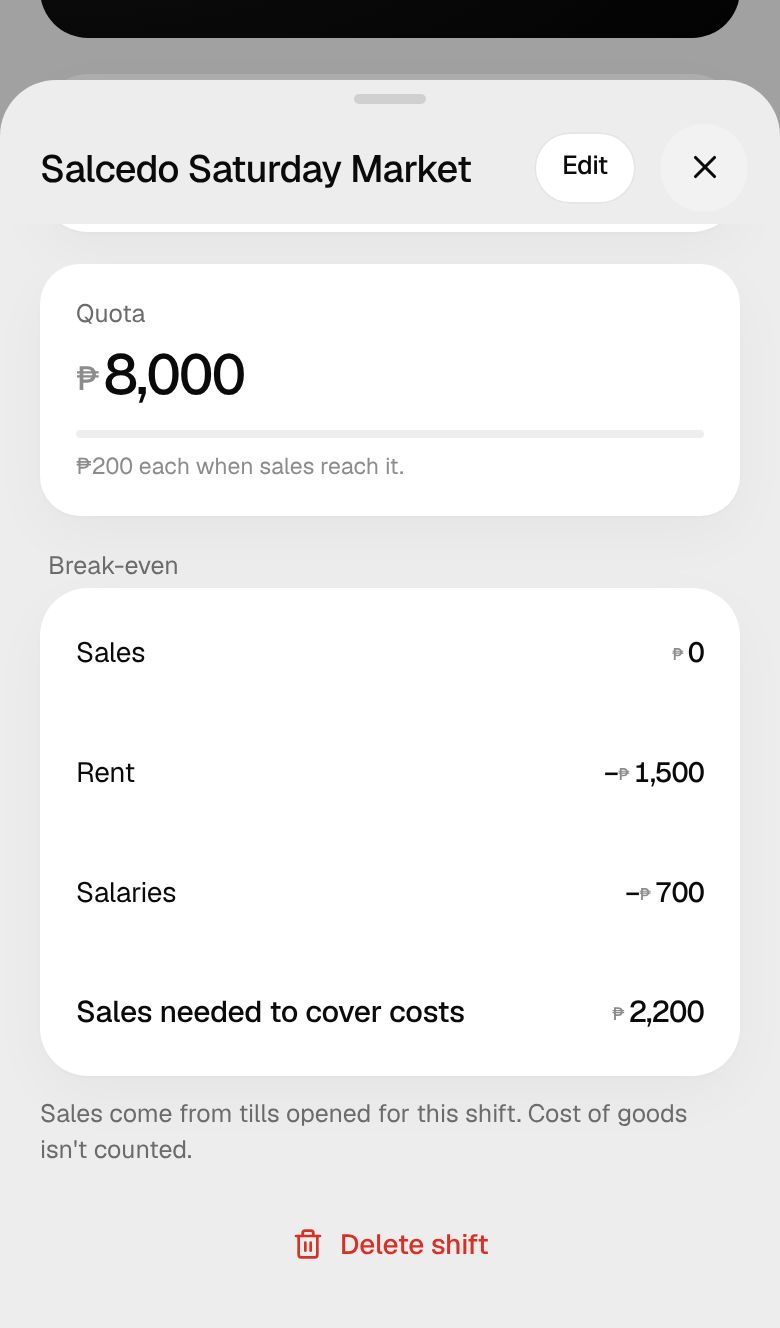 Salcedo Saturday Market
Edit
Quota
₱8,000
₱200 each when sales reach it.
Break-even
Sales ₱0
Rent −₱1,500
Salaries −₱700
Sales needed to cover costs ₱2,200
Sales come from tills opened for this shift. Cost of goods
isn't counted.
Delete shift